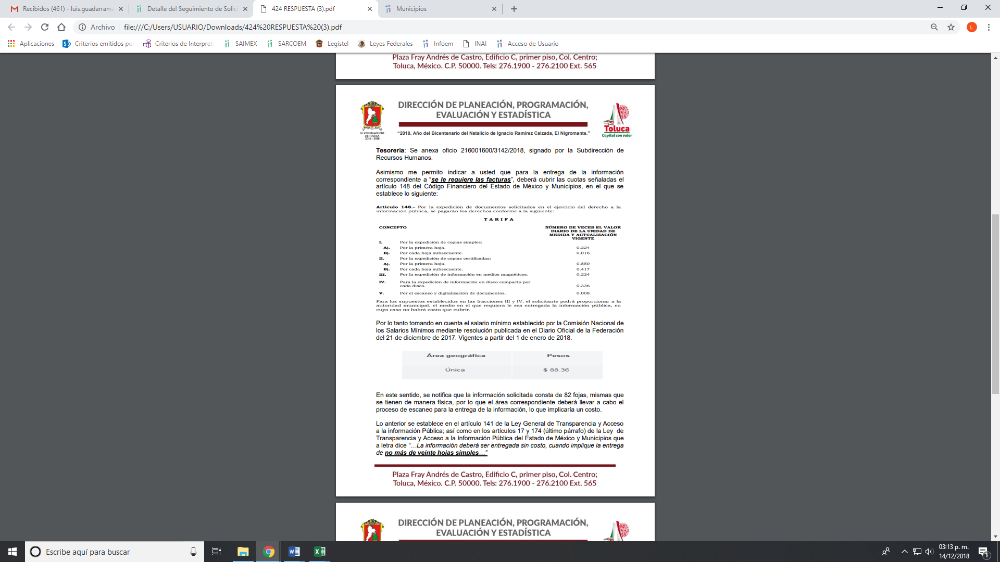 Recibidos (461) - luis.guadarrama
Detalle del Seguimiento de Solici
424 RESPUESTA (3).pdf
Municipios
Archivo
file:///C:/Users/USUARIO/Downloads/424%20RESPUESTA%20(3).pdf
L
Aplicaciones
Criterios emitidos po
Criterios de Interpret
SAIMEX
SARCOEM
Legistel
Leyes Federales
Infoem
INAI
Acceso de Usuario
Plaza Fray Andrés de Castro, Edificio C, primer piso, Col. Centro;
Toluca, México. C.P. 50000. Tels: 276.1900 - 276.2100 Ext. 565
H. AYUNTAMIENTO
DE TOLUCA
2016 - 2018
DIRECCIÓN DE PLANEACIÓN, PROGRAMACIÓN,
EVALUACIÓN Y ESTADÍSTICA
“2018. Año del Bicentenario del Natalicio de Ignacio Ramírez Calzada, El Nigromante.”
Toluca
Capital con valor
Tesorería: Se anexa oficio 216001600/3142/2018, signado por la Subdirección de
Recursos Humanos.
Asimismo me permito indicar a usted que para la entrega de la información
correspondiente a “se le requiere las facturas”, deberá cubrir las cuotas señaladas el
artículo 148 del Código Financiero del Estado de México y Municipios, en el que se
establece lo siguiente:
Artículo 148.- Por la expedición de documentos solicitados en el ejercicio del derecho a la
información pública, se pagarán los derechos conforme a la siguiente:
T A R I F A
CONCEPTO
NÚMERO DE VECES EL VALOR
DIARIO DE LA UNIDAD DE
MEDIDA Y ACTUALIZACIÓN
VIGENTE
I. Por la expedición de copias simples:
A). Por la primera hoja. 0.224
B). Por cada hoja subsecuente. 0.016
II. Por la expedición de copias certificadas:
A). Por la primera hoja. 0.850
B). Por cada hoja subsecuente. 0.417
III. Por la expedición de información en medios magnéticos. 0.224
IV. Para la expedición de información en disco compacto por
cada disco. 0.336
V. Por el escaneo y digitalización de documentos. 0.008
Para los supuestos establecidos en las fracciones III y IV, el solicitante podrá proporcionar a la
autoridad municipal, el medio en el que requiera le sea entregada la información pública, en
cuyo caso no habrá costo que cubrir.
Por lo tanto tomando en cuenta el salario mínimo establecido por la Comisión Nacional de
los Salarios Mínimos mediante resolución publicada en el Diario Oficial de la Federación
del 21 de diciembre de 2017. Vigentes a partir del 1 de enero de 2018.
Área geográfica Pesos
Única $ 88.36
En este sentido, se notifica que la información solicitada consta de 82 fojas, mismas que
se tienen de manera física, por lo que el área correspondiente deberá llevar a cabo el
proceso de escaneo para la entrega de la información, lo que implicaría un costo.
Lo anterior se establece en el artículo 141 de la Ley General de Transparencia y Acceso
a la información Pública; así como en los artículos 17 y 174 (último párrafo) de la Ley de
Transparencia y Acceso a la Información Pública del Estado de México y Municipios que
a letra dice “…La información deberá ser entregada sin costo, cuando implique la entrega
de no más de veinte hojas simples…”
Plaza Fray Andrés de Castro, Edificio C, primer piso, Col. Centro;
Toluca, México. C.P. 50000. Tels: 276.1900 - 276.2100 Ext. 565
DIRECCIÓN DE PLANEACIÓN, PROGRAMACIÓN,
EVALUACIÓN Y ESTADÍSTICA
Escribe aquí para buscar
03:13 p. m.
14/12/2018
1